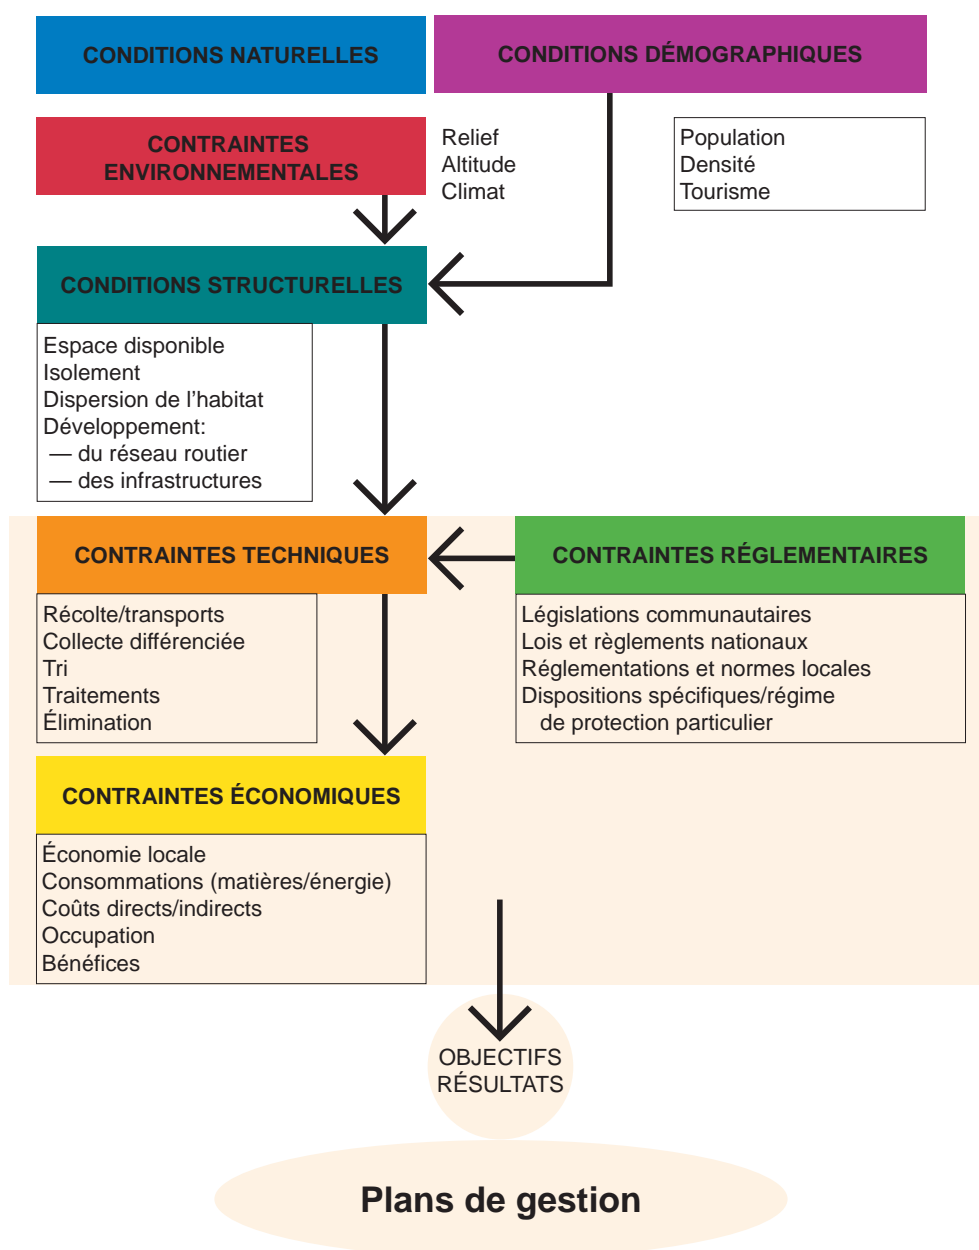 CONDITIONS NATURELLES
CONDITIONS DÉMOGRAPHIQUES
CONTRAINTES
ENVIRONNEMENTALES
Relief
Altitude
Climat
Population
Densité
Tourisme
CONDITIONS STRUCTURELLES
Espace disponible
Isolement
Dispersion de l’habitat
Développement:
— du réseau routier
— des infrastructures
CONTRAINTES TECHNIQUES
CONTRAINTES RÉGLEMENTAIRES
Récolte/transports
Collecte différenciée
Tri
Traitements
Élimination
Législations communautaires
Lois et règlements nationaux
Réglementations et normes locales
Dispositions spécifiques/régime
de protection particulier
CONTRAINTES ÉCONOMIQUES
Économie locale
Consommations (matières/énergie)
Coûts directs/indirects
Occupation
Bénéfices
OBJECTIFS
RÉSULTATS
Plans de gestion